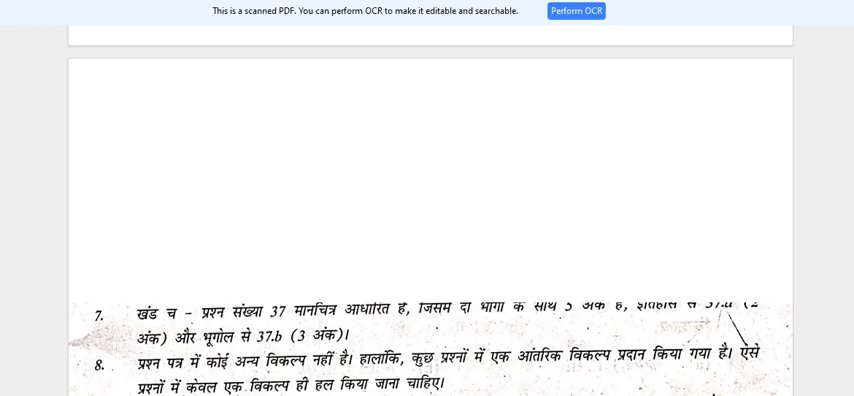 This is a scanned PDF. You can perform OCR to make it editable and searchable. Perform OCR
7. खंड च – प्रश्न संख्या 37 मानचित्र आधारित है, जिसमें दो भागों के साथ 5 अंक हैं, इतिहास से 37.a (2
अंक) और भूगोल से 37.b (3 अंक)।
8. प्रश्न पत्र में कोई अन्य विकल्प नहीं है। हालांकि, कुछ प्रश्नों में एक आंतरिक विकल्प प्रदान किया गया है। ऐसे
प्रश्नों में केवल एक विकल्प ही हल किया जाना चाहिए।